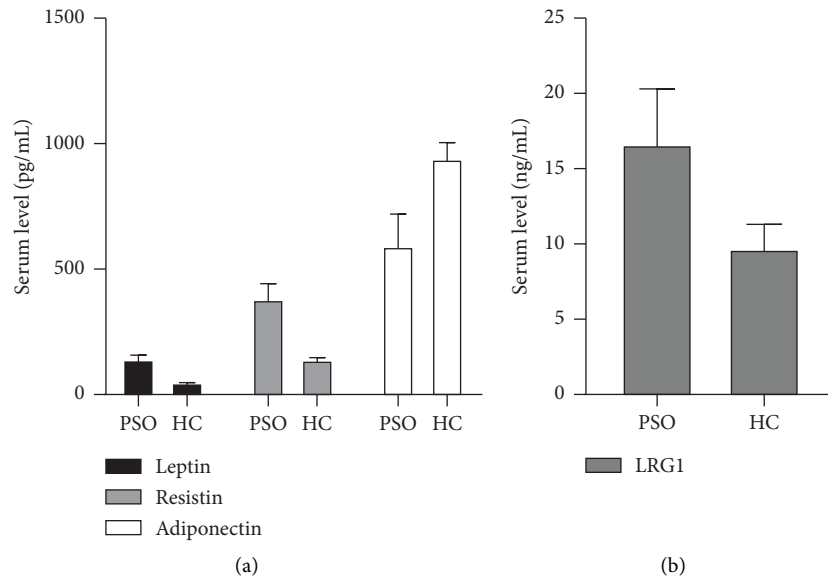 1500
1000
500
0
Serum level (pg/mL)
PSO HC PSO HC PSO HC
Leptin
Resistin
Adiponectin
(a)
25
20
15
10
5
0
Serum level (ng/mL)
PSO HC
LRG1
(b)